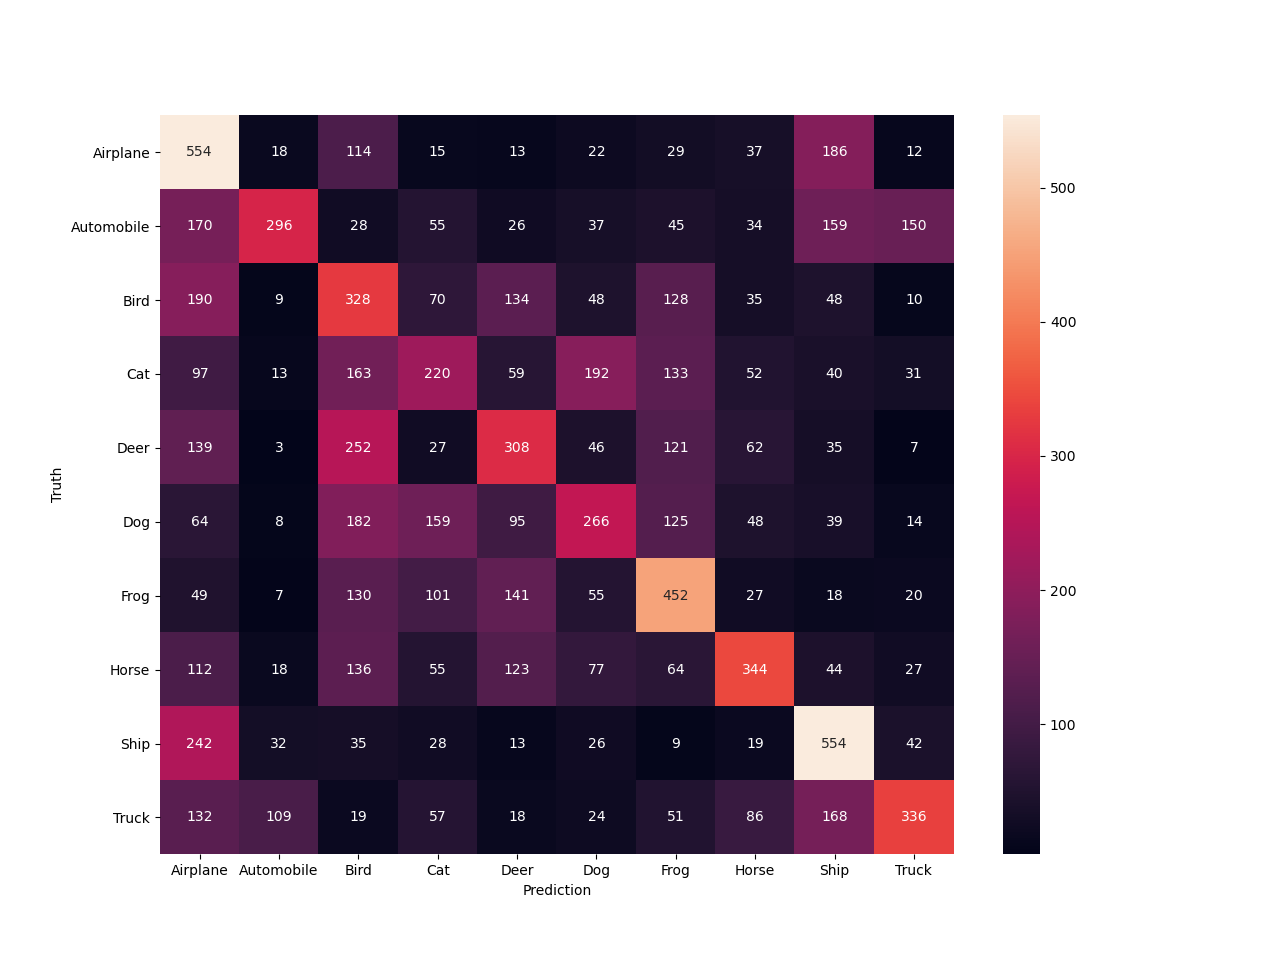 Airplane 554 18 114 15 13 22 29 37 186 12
Automobile 170 296 28 55 26 37 45 34 159 150
Bird 190 9 328 70 134 48 128 35 48 10
Cat 97 13 163 220 59 192 133 52 40 31
Deer 139 3 252 27 308 46 121 62 35 7
Dog 64 8 182 159 95 266 125 48 39 14
Frog 49 7 130 101 141 55 452 27 18 20
Horse 112 18 136 55 123 77 64 344 44 27
Ship 242 32 35 28 13 26 9 19 554 42
Truck 132 109 19 57 18 24 51 86 168 336
Airplane Automobile Bird Cat Deer Dog Frog Horse Ship Truck
Prediction
Truth
500
400
300
200
100